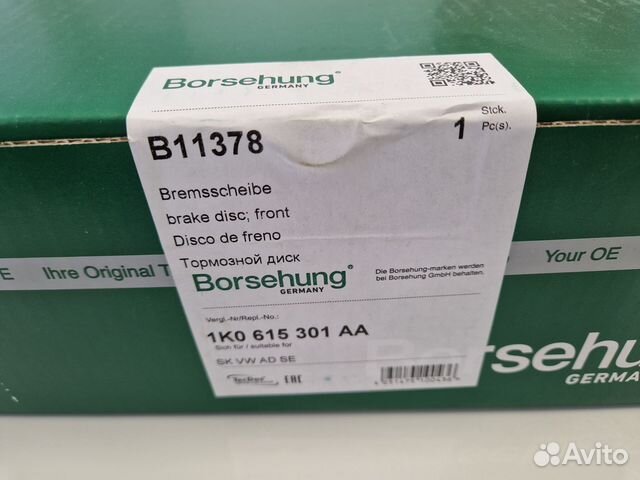 Borsehung®
GERMANY
B11378
1
Stck.
Pc(s).
Bremsscheibe
brake disc; front
Disco de freno
Тормозной диск
Borsehung®
GERMANY
Die Borsehung-marken werden
bei Borsehung GmbH behalten.
Vergl.-Nr/Repl.-No.:
1K0 615 301 AA
Sich für / suitable for
SK VW AD SE
TecDoc
EAC
E
Ihre Original T
Your OE
Borsehung
GERMANY
Avito